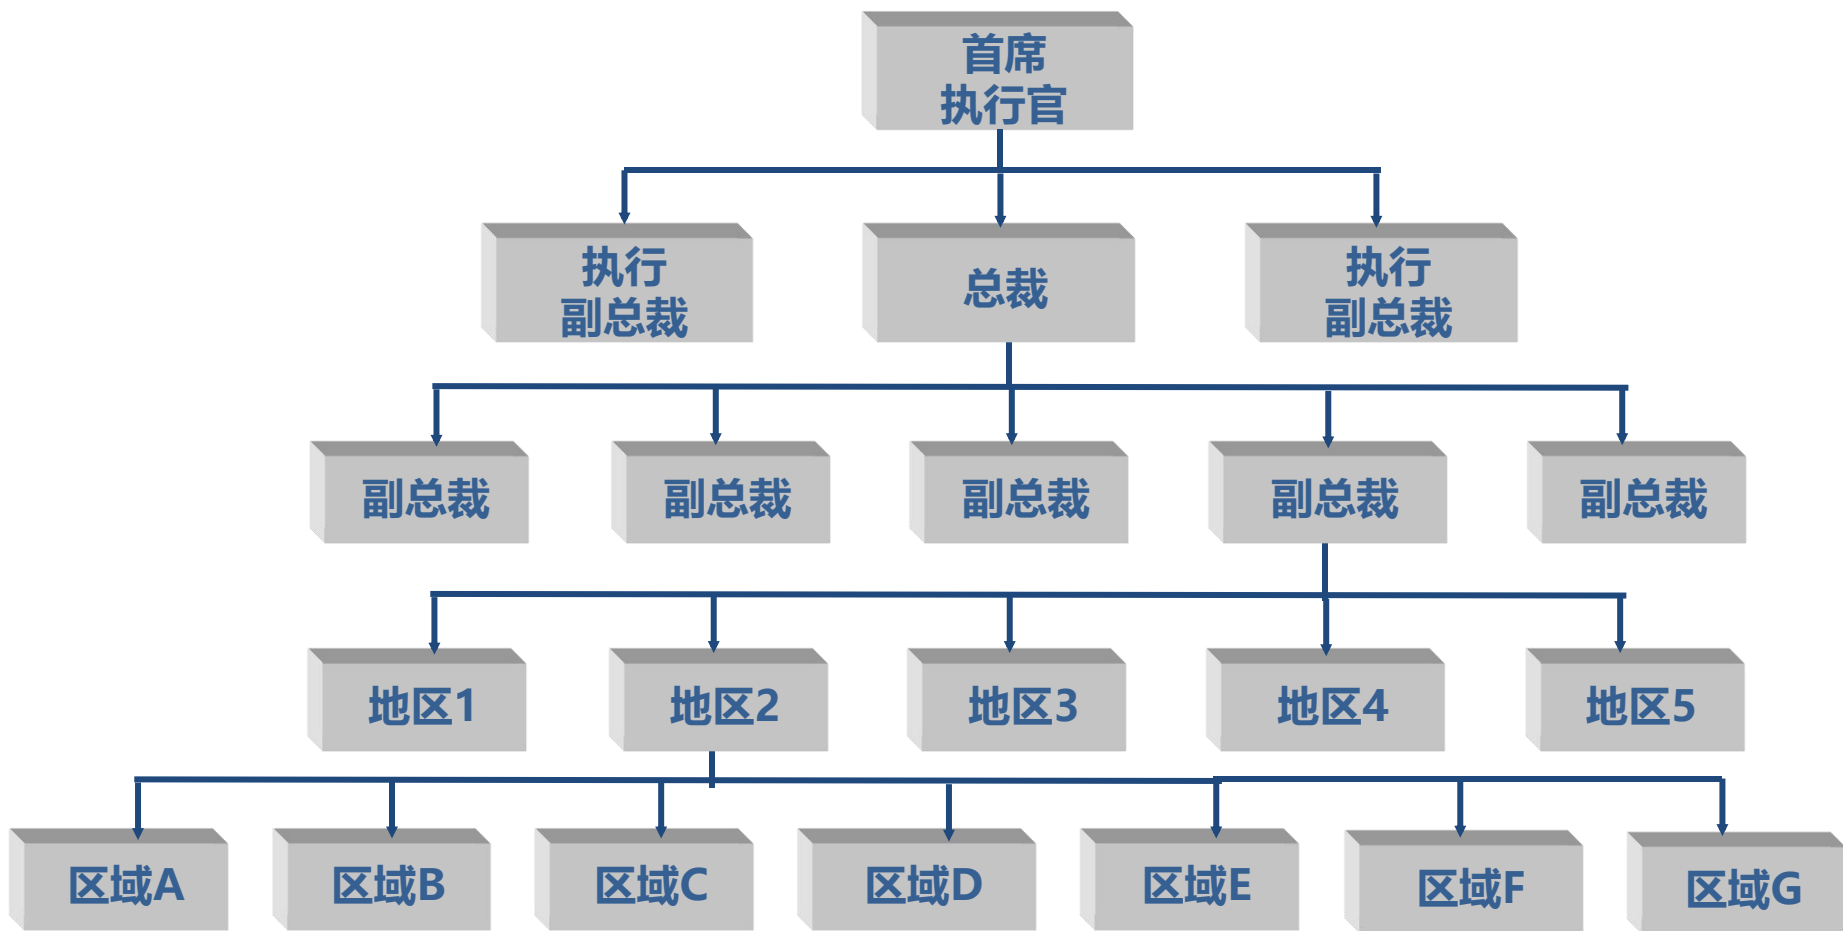 首席
执行官
执行
副总裁
总裁
执行
副总裁
副总裁
副总裁
副总裁
副总裁
副总裁
地区1
地区2
地区3
地区4
地区5
区域A
区域B
区域C
区域D
区域E
区域F
区域G